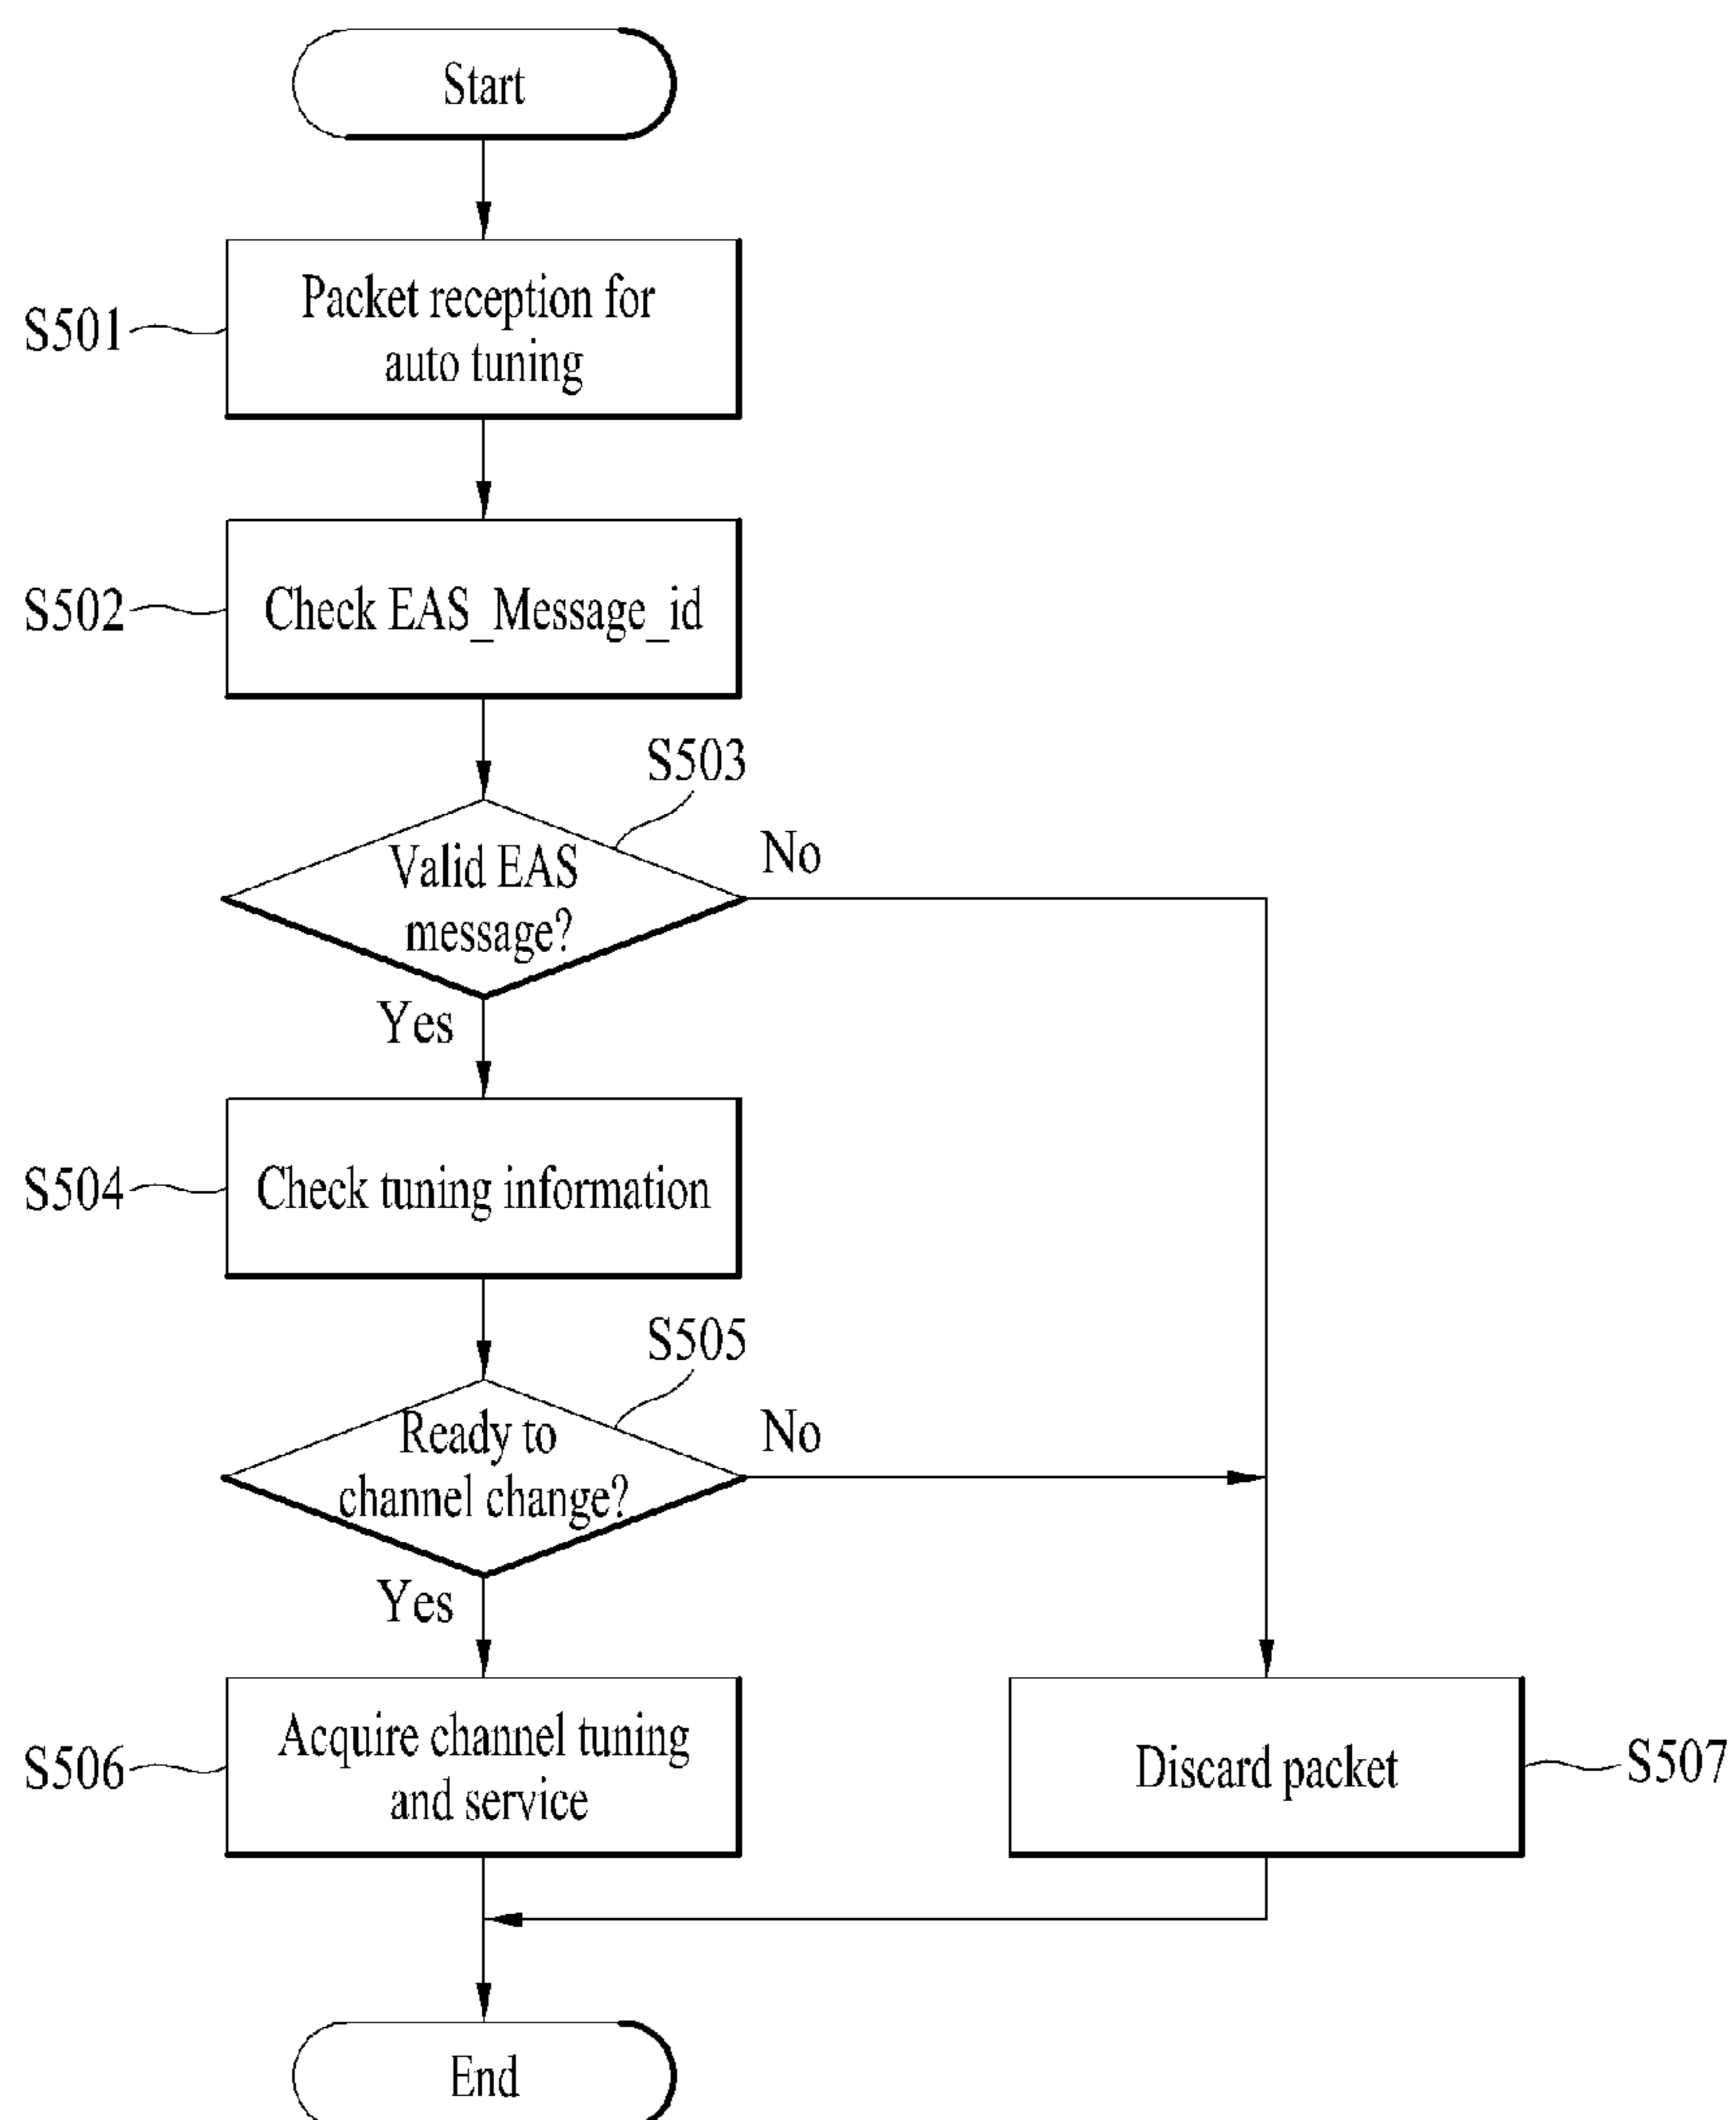 Start
S501
Packet reception for
auto tuning
S502
Check EAS_Message_id
S503
Valid EAS
message?
No
Yes
S504
Check tuning information
S505
Ready to
channel change?
No
Yes
S506
Acquire channel tuning
and service
Discard packet
S507
End